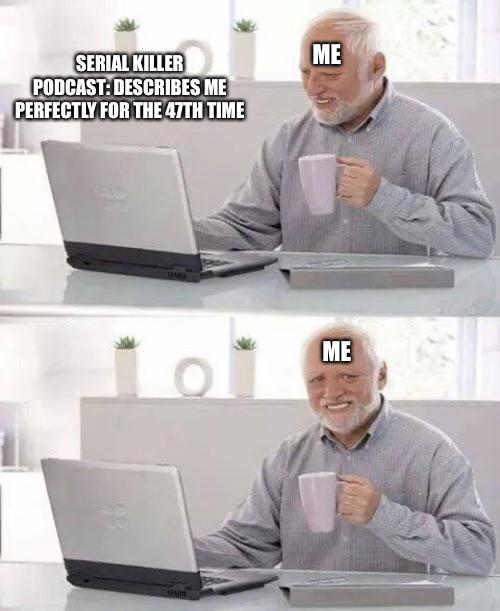 ME
SERIAL KILLER
PODCAST: DESCRIBES ME
PERFECTLY FOR THE 47TH TIME
ME